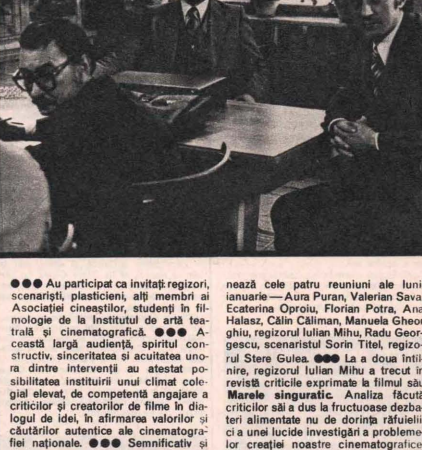 ●●● Au participat ca invitați: regizori,
scenariști, plasticieni, alți membri ai
Asociației cineaștilor, studenți în fil-
mologie de la Institutul de artă tea-
trală și cinematografică. ●●● A-
ceastă largă audiență, spiritul con-
structiv, sinceritatea și acuitatea uno-
ra dintre intervenții au atestat po-
sibilitatea instituirii unui climat cole-
gial elevat, de competentă angajare a
criticilor și creatorilor de filme în dia-
logul de idei, în afirmarea valorilor și
căutărilor autentice ale cinematogra-
fiei naționale. ●●● Semnificativ și
nează cele patru reuniuni ale luni
ianuarie — Aura Puran, Valerian Sava
Ecaterina Oproiu, Florian Potra, Ana
Halasz, Călin Căliman, Manuela Gheor
ghiu, regizorul Iulian Mihu, Radu Geor-
gescu, scenaristul Sorin Titel, regizo-
rul Stere Gulea. ●●● La a doua întîl-
nire, regizorul Iulian Mihu a trecut în
revistă criticile exprimate la filmul său
Marele singuratic. Analiza făcută
criticilor săi a dus la fructuoase dezba-
teri alimentate nu de dorința răfuielii
ci a unei lucide investigări a probleme-
lor creației noastre cinematografice